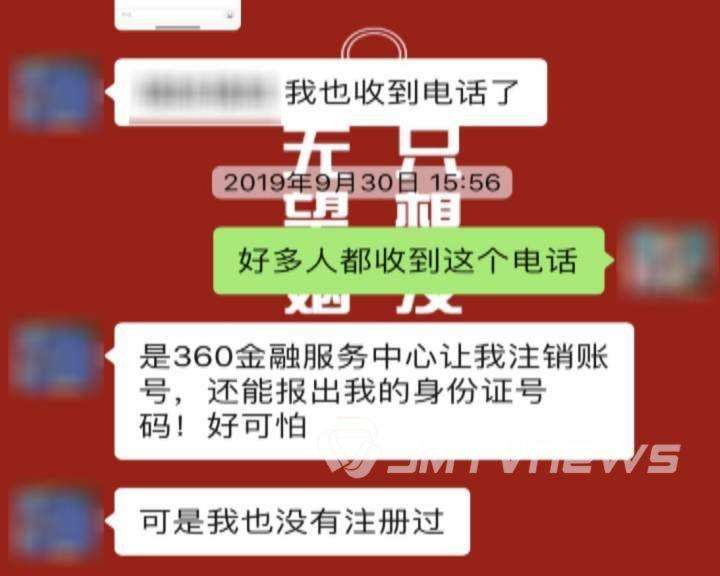 我也收到电话了
2019年9月30日 15:56
好多人都收到这个电话
是360金融服务中心让我注销账
号，还能报出我的身份证号
码！好可怕
JMTVNEWS
可是我也没有注册过